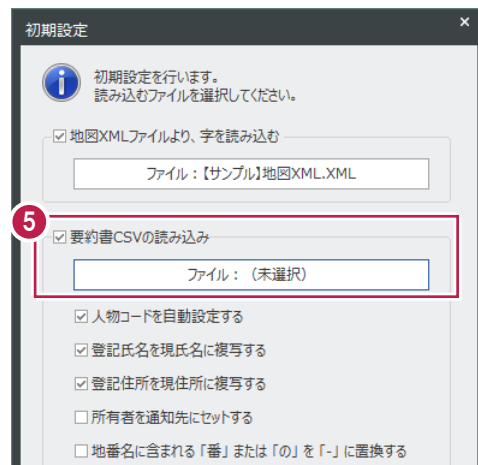 初期設定
×
初期設定を行います。
読み込むファイルを選択してください。
地図XMLファイルより、字を読み込む
ファイル：【サンプル】地図XML.XML
5
要約書CSVの読み込み
ファイル： （未選択）
人物コードを自動設定する
登記氏名を現氏名に複写する
登記住所を現住所に複写する
所有者を通知先にセットする
地番名に含まれる「番」または「の」を「-」に置換する